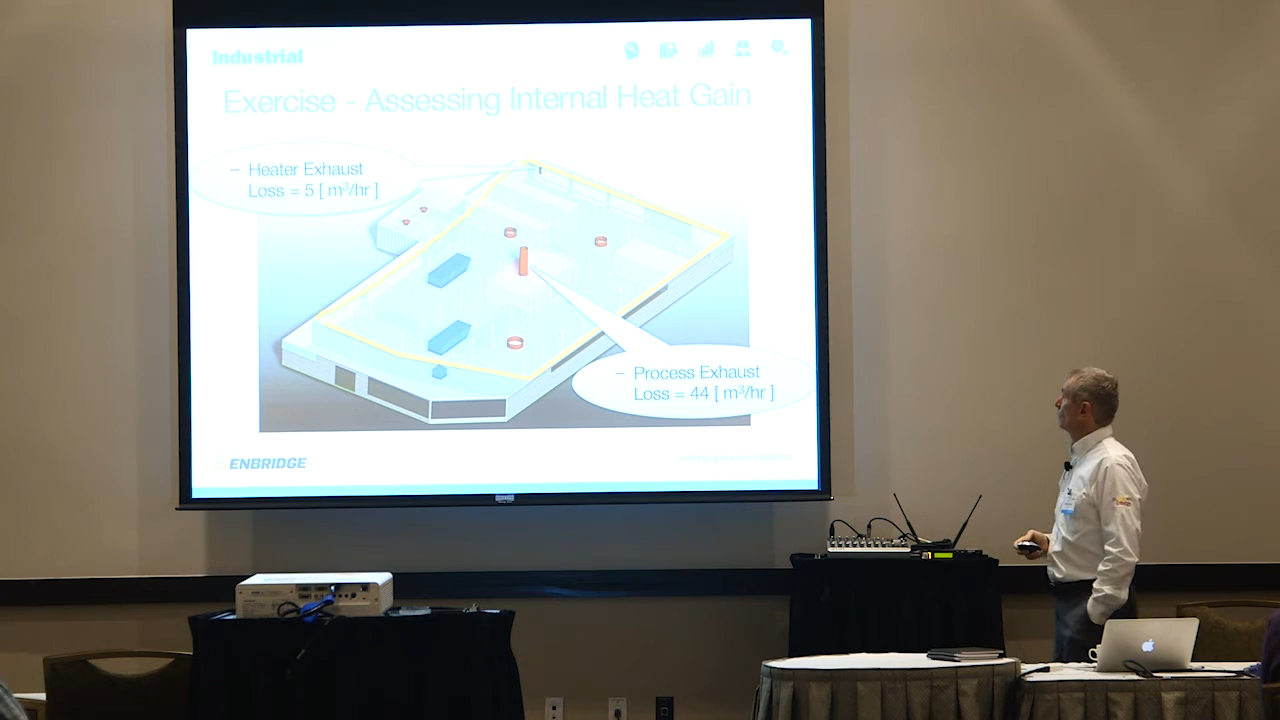 Industrial
Exercise - Assessing Internal Heat Gain
– Heater Exhaust
Loss = 5 [ m³/hr ]
– Process Exhaust
Loss = 44 [ m³/hr ]
ENBRIDGE